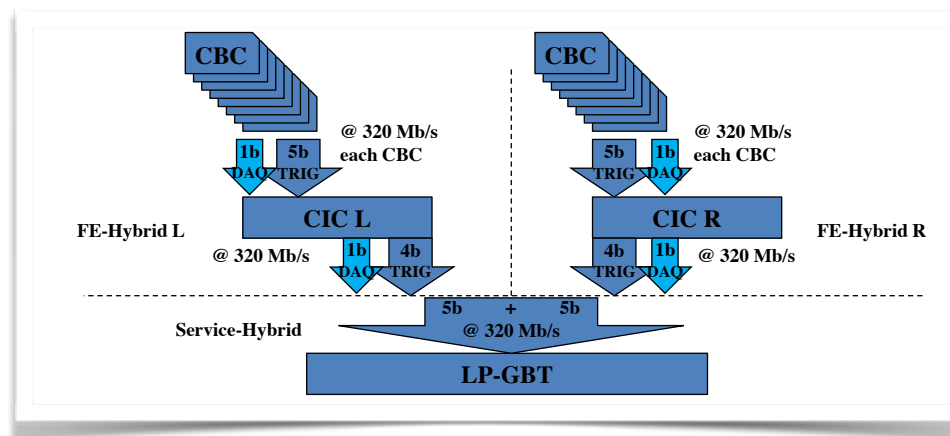 CBC
CBC
@ 320 Mb/s
each CBC
@ 320 Mb/s
each CBC
1b
DAQ
5b
TRIG
5b
TRIG
1b
DAQ
CIC L
CIC R
FE-Hybrid L
FE-Hybrid R
@ 320 Mb/s
1b
DAQ
4b
TRIG
4b
TRIG
1b
DAQ
@ 320 Mb/s
5b + 5b
@ 320 Mb/s
Service-Hybrid
LP-GBT